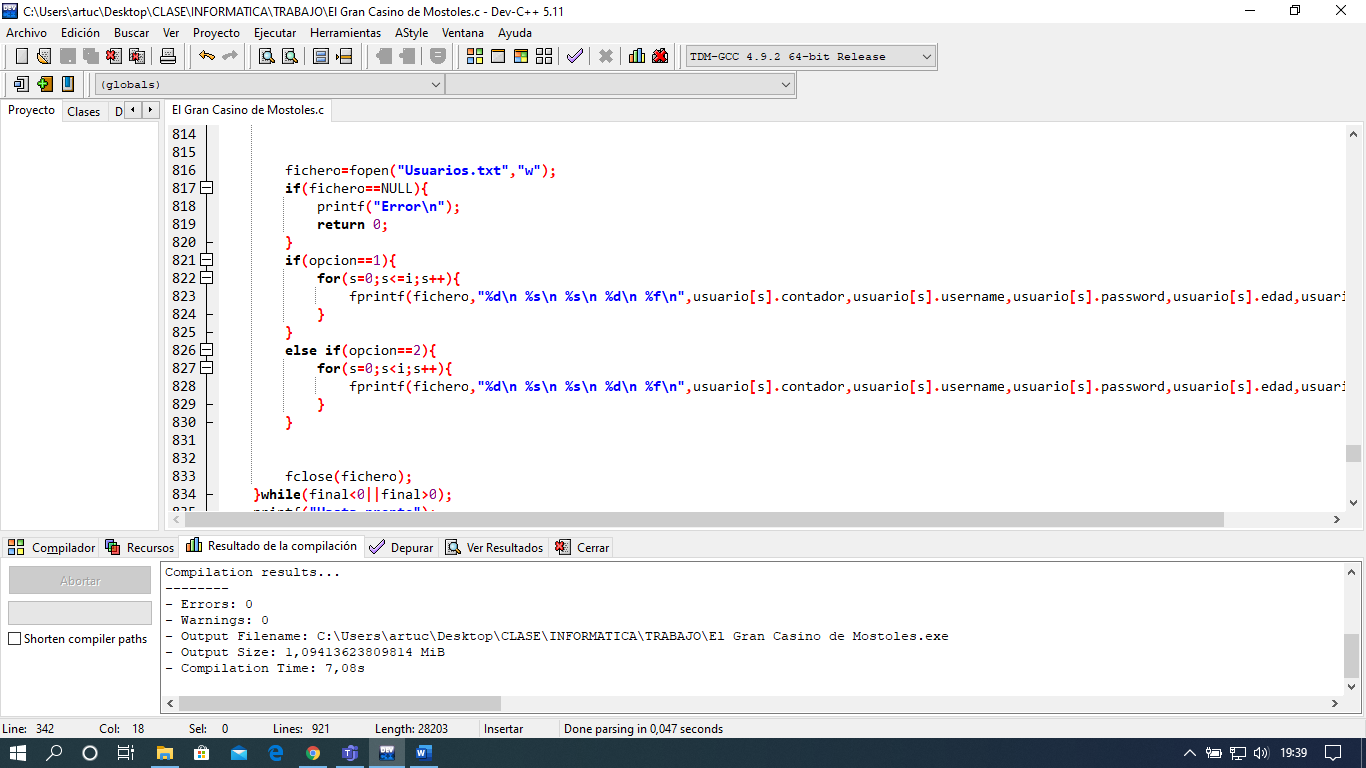 C:\Users\artuc\Desktop\CLASE\INFORMATICA\TRABAJO\El Gran Casino de Mostoles.c - Dev-C++ 5.11
Archivo Edición Buscar Ver Proyecto Ejecutar Herramientas AStyle Ventana Ayuda
TDM-GCC 4.9.2 64-bit Release
(globals)
Proyecto Clases D
El Gran Casino de Mostoles.c
814
815
816 fichero=fopen("Usuarios.txt","w");
817 if(fichero==NULL){
818 printf("Error\n");
819 return 0;
820 }
821 if(opcion==1){
822 for(s=0;s<=i;s++){
823 fprintf(fichero,"%d\n %s\n %s\n %d\n %f\n",usuario[s].contador,usuario[s].username,usuario[s].password,usuario[s].edad,usuari
824 }
825 }
826 else if(opcion==2){
827 for(s=0;s<i;s++){
828 fprintf(fichero,"%d\n %s\n %s\n %d\n %f\n",usuario[s].contador,usuario[s].username,usuario[s].password,usuario[s].edad,usuari
829 }
830 }
831
832
833 fclose(fichero);
834 }while(final<0||final>0);
835 printf("Hasta pronto");
Compilador Recursos Resultado de la compilación Depurar Ver Resultados Cerrar
Abortar
Shorten compiler paths
Compilation results...
--------
- Errors: 0
- Warnings: 0
- Output Filename: C:\Users\artuc\Desktop\CLASE\INFORMATICA\TRABAJO\El Gran Casino de Mostoles.exe
- Output Size: 1,09413623809814 MiB
- Compilation Time: 7,08s
Line: 342 Col: 18 Sel: 0 Lines: 921 Length: 28203 Insertar Done parsing in 0,047 seconds
19:39